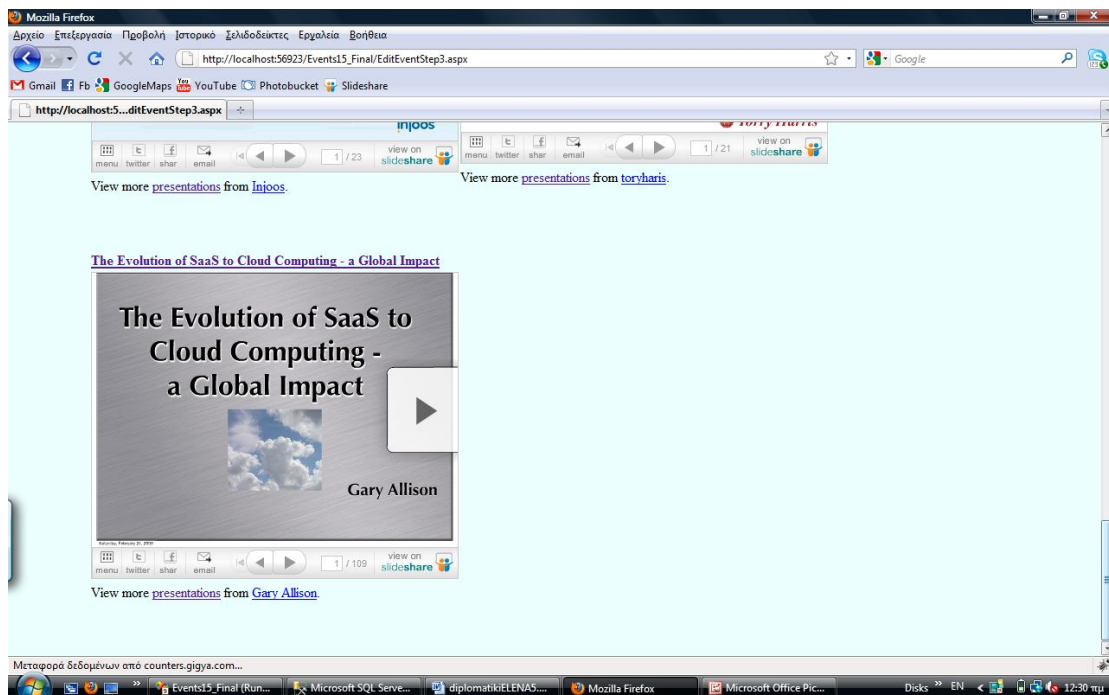 Mozilla Firefox
Αρχείο Επεξεργασία Προβολή Ιστορικό Σελιδοδείκτες Εργαλεία Βοήθεια
http://localhost:56923/Events15_Final/EditEventStep3.aspx
Google
Gmail Fb GoogleMaps YouTube Photobucket Slideshare
http://localhost:5...ditEventStep3.aspx
injoos
Torry Harris
menu twitter shar email 1 / 23 view on slideshare
menu twitter shar email 1 / 21 view on slideshare
View more presentations from Injoos.
View more presentations from toryharis.
The Evolution of SaaS to Cloud Computing - a Global Impact
The Evolution of SaaS to
Cloud Computing -
a Global Impact
Gary Allison
menu twitter shar email 1 / 109 view on slideshare
View more presentations from Gary Allison.
Μεταφορά δεδομένων από counters.gigya.com...
Events15_Final (Run... Microsoft SQL Serve... diplomatikiELENA5.... Mozilla Firefox Microsoft Office Pic... Disks EN 12:30 πμ